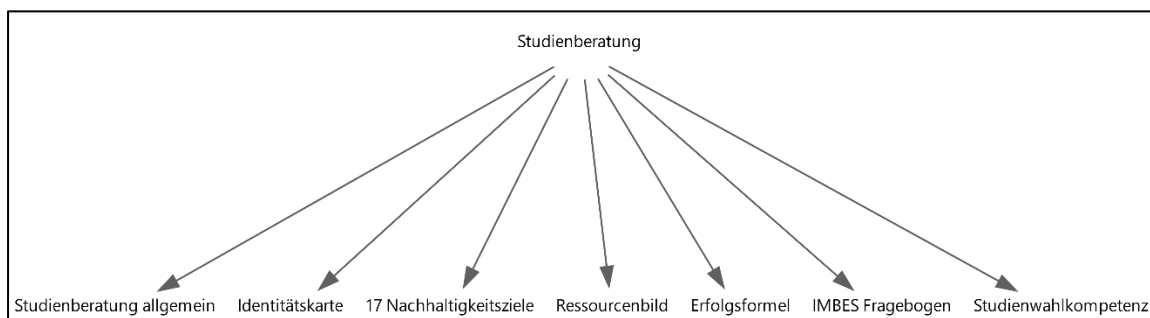 Studienberatung
Studienberatung allgemein Identitätskarte 17 Nachhaltigkeitsziele Ressourcenbild Erfolgsformel IMBES Fragebogen Studienwahlkompetenz